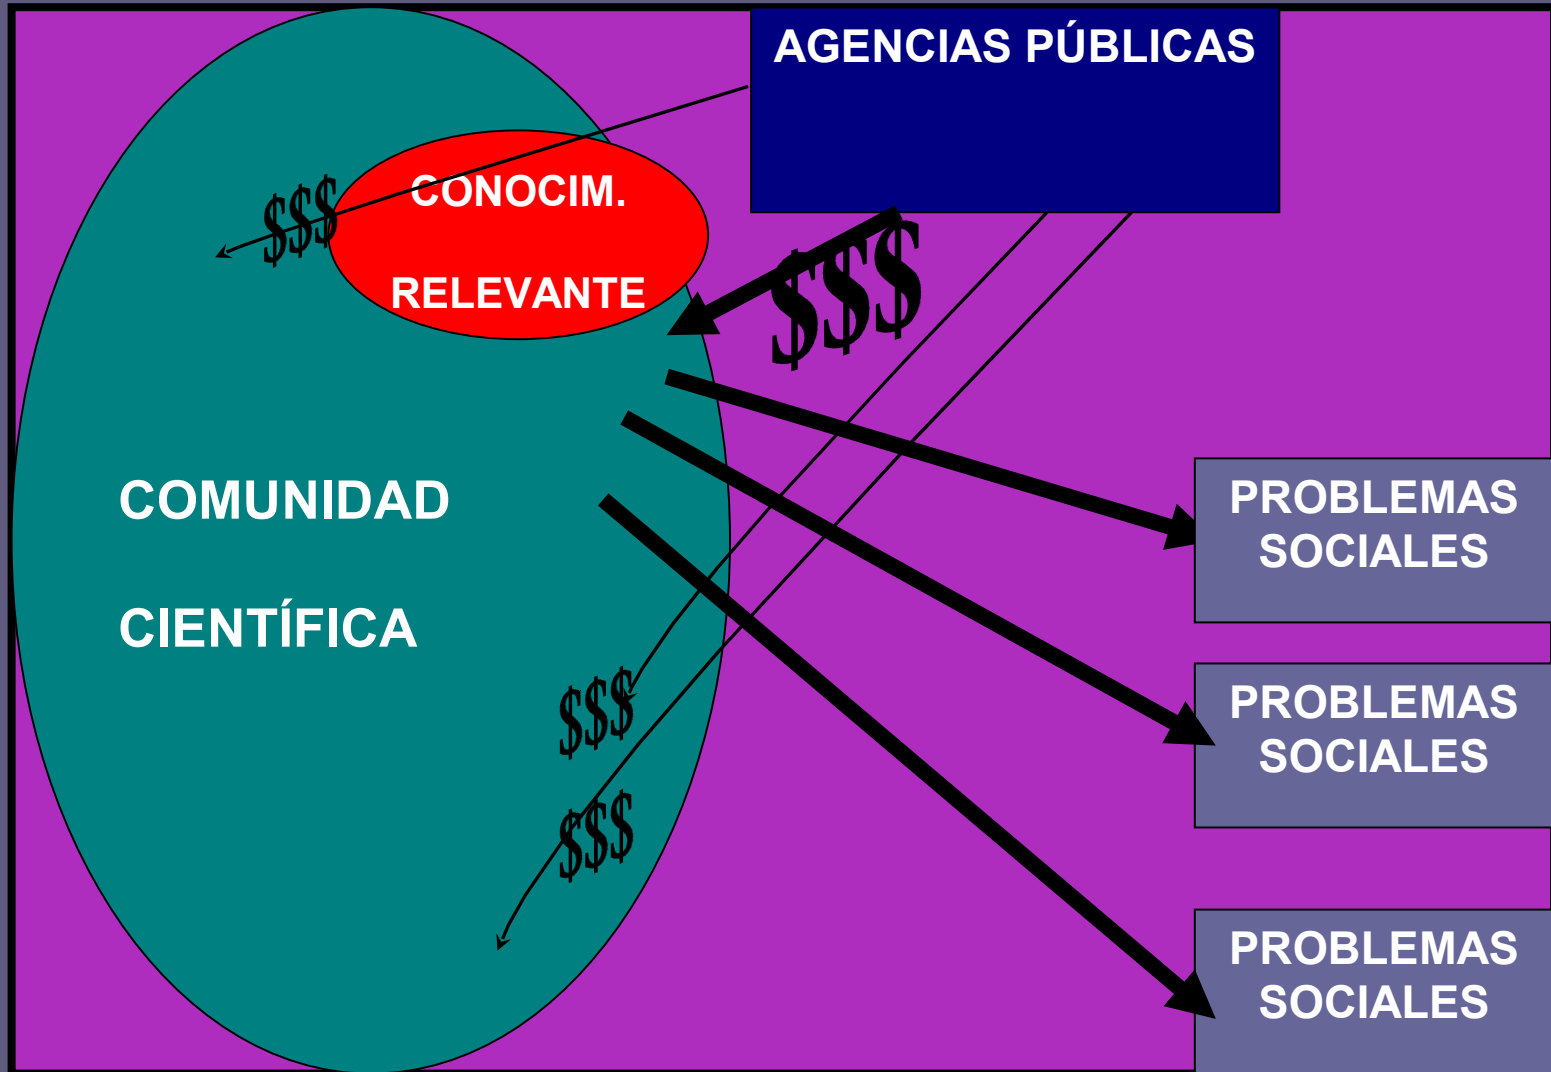 AGENCIAS PÚBLICAS
CONOCIM.
RELEVANTE
$$$
$$$
COMUNIDAD
CIENTÍFICA
$$$
$$$
PROBLEMAS
SOCIALES
PROBLEMAS
SOCIALES
PROBLEMAS
SOCIALES